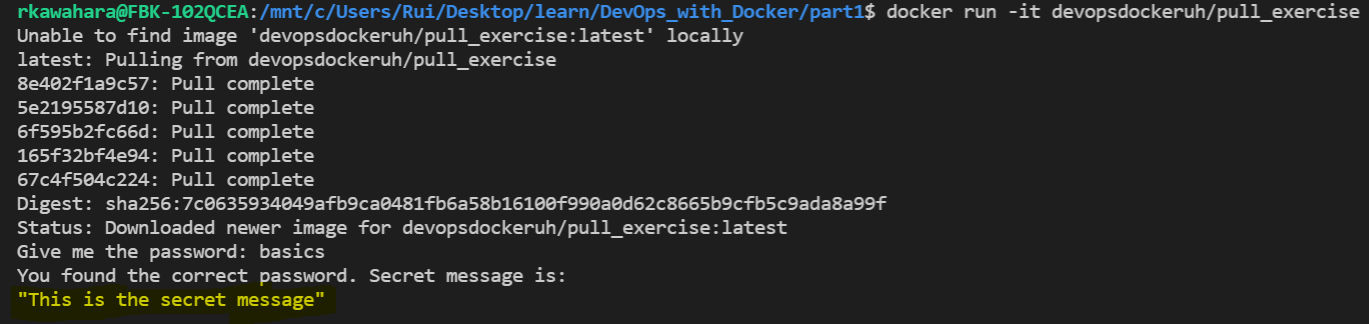 rkawahara@FBK-102QCEA:/mnt/c/Users/Rui/Desktop/learn/DevOps_with_Docker/part1$ docker run -it devopsdockeruh/pull_exercise
Unable to find image 'devopsdockeruh/pull_exercise:latest' locally
latest: Pulling from devopsdockeruh/pull_exercise
8e402f1a9c57: Pull complete
5e2195587d10: Pull complete
6f595b2fc66d: Pull complete
165f32bf4e94: Pull complete
67c4f504c224: Pull complete
Digest: sha256:7c0635934049afb9ca0481fb6a58b16100f990a0d62c8665b9cfb5c9ada8a99f
Status: Downloaded newer image for devopsdockeruh/pull_exercise:latest
Give me the password: basics
You found the correct password. Secret message is:
"This is the secret message"